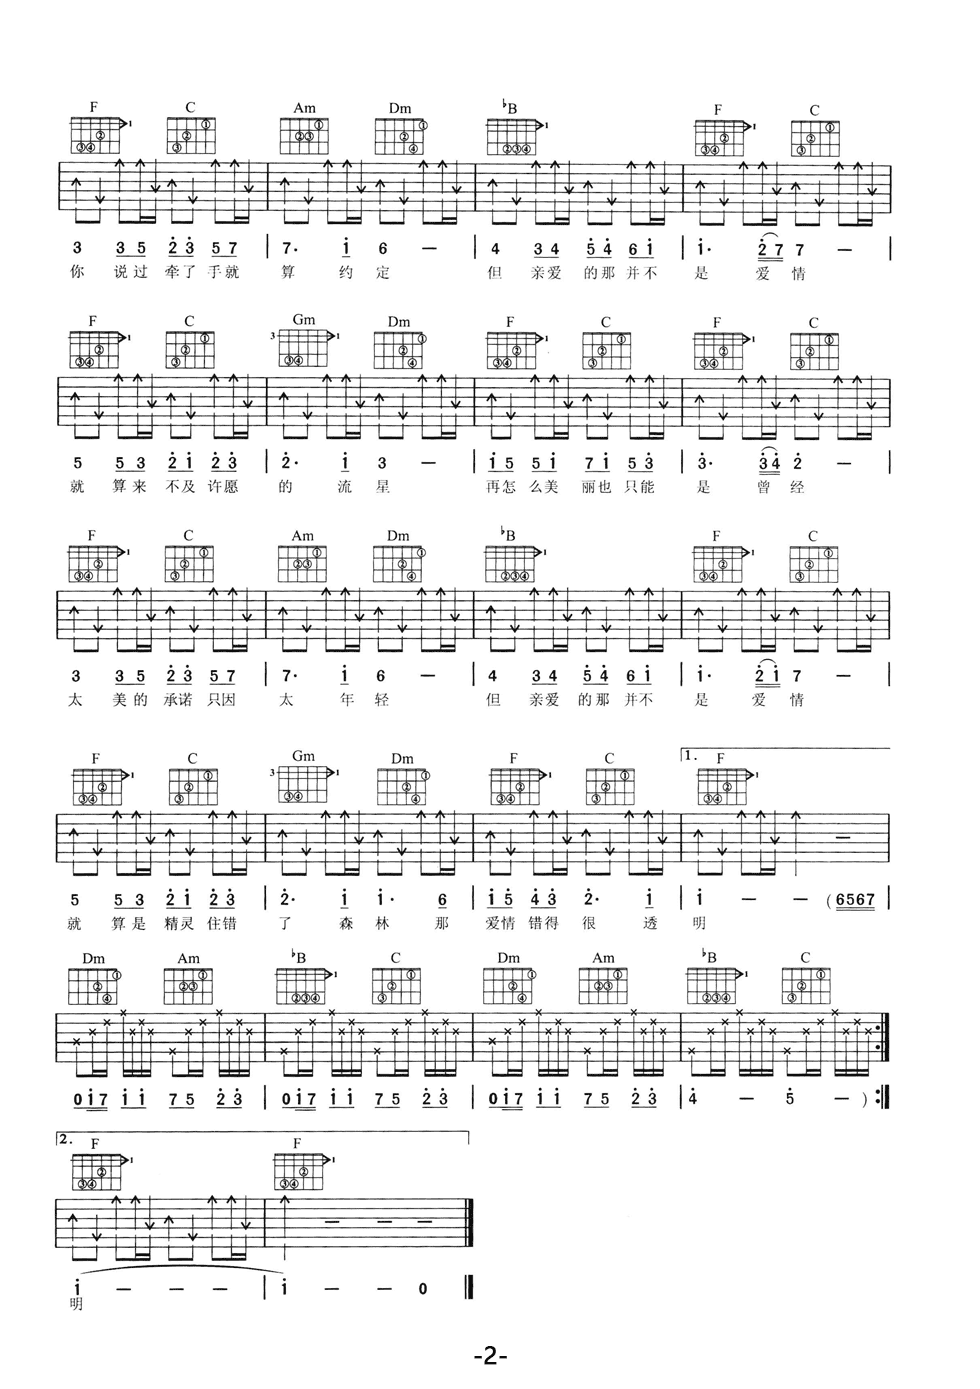 F C Am Dm ♭B F C
3 3 5 2̇ 3̇ 5 7 | 7· i̇ 6 — | 4 3 4 5̇ 4̇ 6 i̇ | i̇· 2̇ 7 7 — |
你 说过 牵了 手就 算 约定 但 亲爱 的那 并不 是 爱 情
F C Gm Dm F C F C
5 5 3 2̇ i̇ 2̇ 3̇ | 2̇· i̇ 3 — | i̇ 5 5 i̇ 7 i̇ 5 3̇ | 3̇· 3̇ 4 2̇ — |
就 算来 不及 许愿 的 流 星 再怎 么美 丽也 只能 是 曾 经
F C Am Dm ♭B F C
3 3 5 2̇ 3̇ 5 7 | 7· i̇ 6 — | 4 3 4 5̇ 4̇ 6 i̇ | i̇· 2̇ i̇ 7 — |
太 美的 承诺 只因 太 年 轻 但 亲爱 的那 并不 是 爱 情
F C Gm Dm F C 1. F
5 5 3 2̇ i̇ 2̇ 3̇ | 2̇· i̇ i̇· 6 | i̇ 5̇ 4̇ 3̇ 2̇· i̇ | i̇ — — (6567 |
就 算是 精灵 住错 了 森 林 那 爱情 错得 很 透 明
Dm Am ♭B C Dm Am ♭B C
0 i̇ 7 i̇ i̇ 7 5 2̇ 3̇ | 0 i̇ 7 i̇ i̇ 7 5 2̇ 3̇ | 0 i̇ 7 i̇ i̇ 7 5 2̇ 3̇ | 4̇ — 5̇ — ) :||
2. F F
i̇ — — — | i̇ — — 0 ||
明
-2-